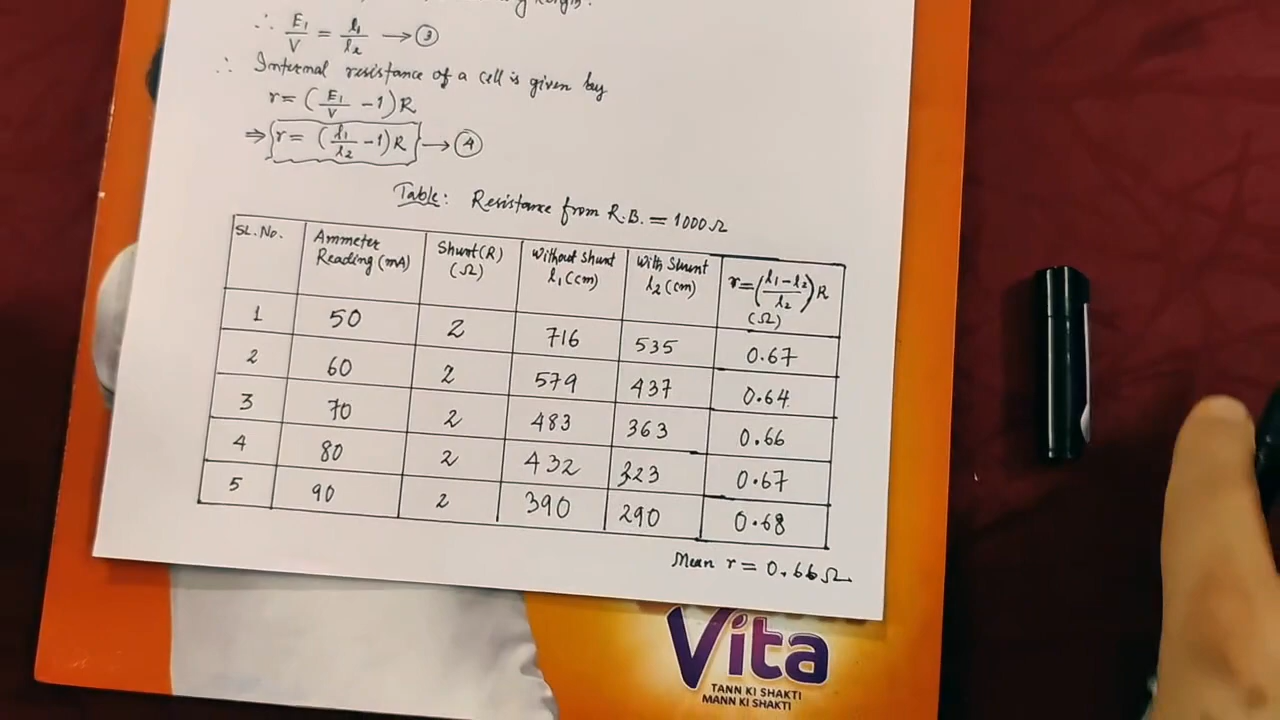 ∴ E₁/V = l₁/l₂ → ③
∴ Internal resistance of a cell is given by
r = (E₁/V - 1) R
⇒ r = (l₁/l₂ - 1) R → ④
Table: Resistance from R.B. = 1000 Ω
SL. No. | Ammeter Reading (mA) | Shunt (R) (Ω) | Without Shunt l₁ (cm) | With Shunt l₂ (cm) | r = (l₁ - l₂/l₂) R (Ω)
1 | 50 | 2 | 716 | 535 | 0.67
2 | 60 | 2 | 579 | 437 | 0.64
3 | 70 | 2 | 483 | 363 | 0.66
4 | 80 | 2 | 432 | 323 | 0.67
5 | 90 | 2 | 390 | 290 | 0.68
Mean r = 0.66 Ω
Vita
TANN KI SHAKTI
MANN KI SHAKTI